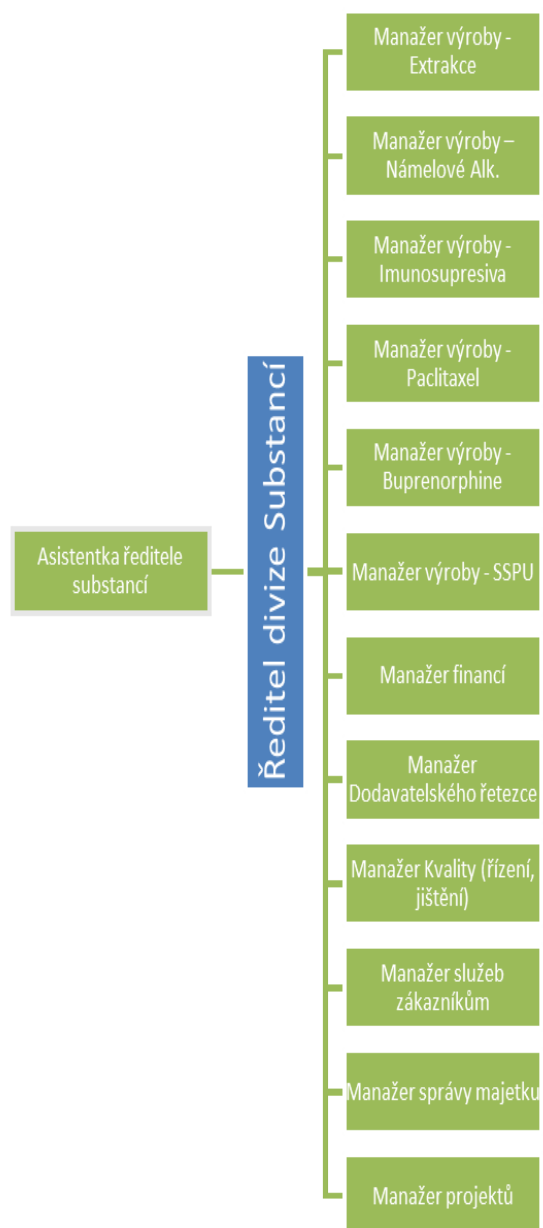 Asistentka ředitele
substancí
Ředitel divize Substancí
Manažer výroby -
Extrakce
Manažer výroby –
Námelové Alk.
Manažer výroby -
Imunosupresiva
Manažer výroby -
Paclitaxel
Manažer výroby -
Buprenorphine
Manažer výroby - SSPU
Manažer financí
Manažer
Dodavatelského řetezce
Manažer Kvality (řízení,
jištění)
Manažer služeb
zákazníkům
Manažer správy majetku
Manažer projektů